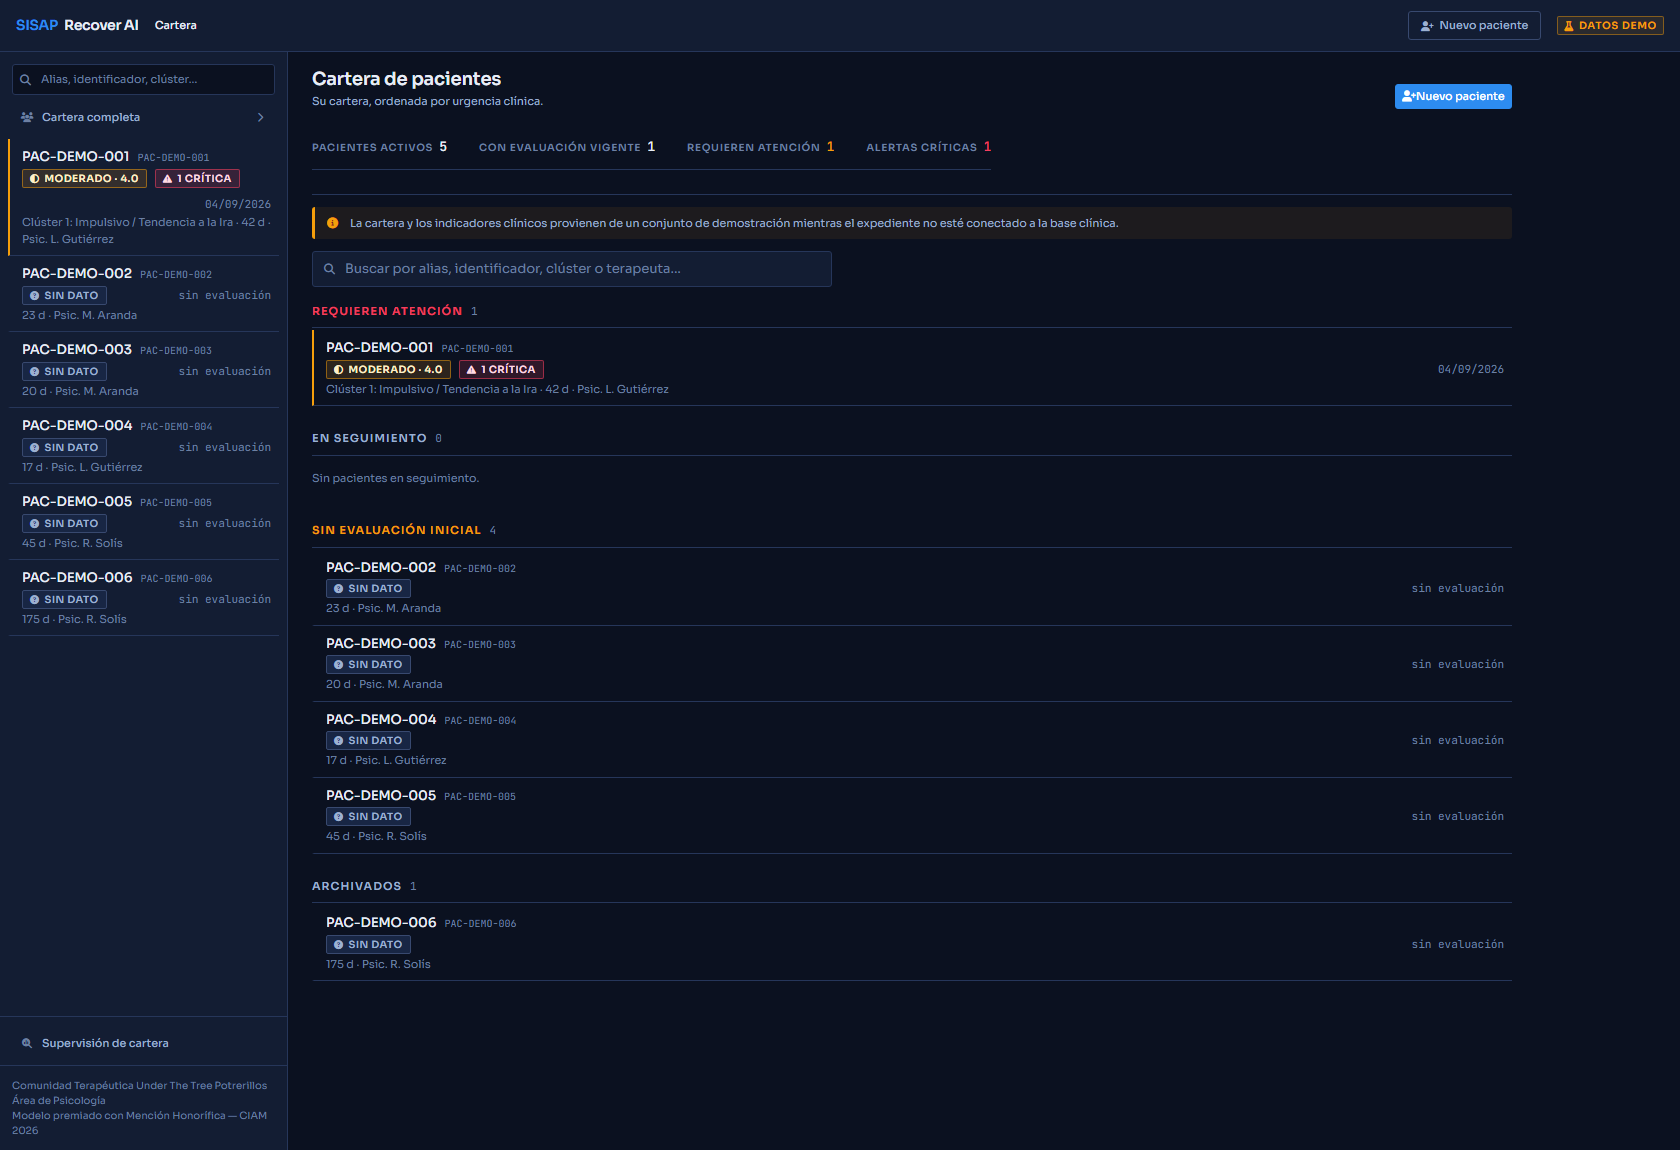 SISAP Recover AI Cartera
Nuevo paciente
DATOS DEMO
Alias, identificador, clúster...
Cartera completa
PAC-DEMO-001 PAC-DEMO-001
MODERADO · 4.0 1 CRÍTICA
04/09/2026
Clúster 1: Impulsivo / Tendencia a la Ira · 42 d ·
Psic. L. Gutiérrez
PAC-DEMO-002 PAC-DEMO-002
SIN DATO sin evaluación
23 d · Psic. M. Aranda
PAC-DEMO-003 PAC-DEMO-003
SIN DATO sin evaluación
20 d · Psic. M. Aranda
PAC-DEMO-004 PAC-DEMO-004
SIN DATO sin evaluación
17 d · Psic. L. Gutiérrez
PAC-DEMO-005 PAC-DEMO-005
SIN DATO sin evaluación
45 d · Psic. R. Solís
PAC-DEMO-006 PAC-DEMO-006
SIN DATO sin evaluación
175 d · Psic. R. Solís
Supervisión de cartera
Comunidad Terapéutica Under The Tree Potrerillos
Área de Psicología
Modelo premiado con Mención Honorífica — CIAM
2026
Cartera de pacientes
Su cartera, ordenada por urgencia clínica.
Nuevo paciente
PACIENTES ACTIVOS 5 CON EVALUACIÓN VIGENTE 1 REQUIEREN ATENCIÓN 1 ALERTAS CRÍTICAS 1
La cartera y los indicadores clínicos provienen de un conjunto de demostración mientras el expediente no esté conectado a la base clínica.
Buscar por alias, identificador, clúster o terapeuta...
REQUIEREN ATENCIÓN 1
PAC-DEMO-001 PAC-DEMO-001
MODERADO · 4.0 1 CRÍTICA
04/09/2026
Clúster 1: Impulsivo / Tendencia a la Ira · 42 d · Psic. L. Gutiérrez
EN SEGUIMIENTO 0
Sin pacientes en seguimiento.
SIN EVALUACIÓN INICIAL 4
PAC-DEMO-002 PAC-DEMO-002
SIN DATO sin evaluación
23 d · Psic. M. Aranda
PAC-DEMO-003 PAC-DEMO-003
SIN DATO sin evaluación
20 d · Psic. M. Aranda
PAC-DEMO-004 PAC-DEMO-004
SIN DATO sin evaluación
17 d · Psic. L. Gutiérrez
PAC-DEMO-005 PAC-DEMO-005
SIN DATO sin evaluación
45 d · Psic. R. Solís
ARCHIVADOS 1
PAC-DEMO-006 PAC-DEMO-006
SIN DATO sin evaluación
175 d · Psic. R. Solís